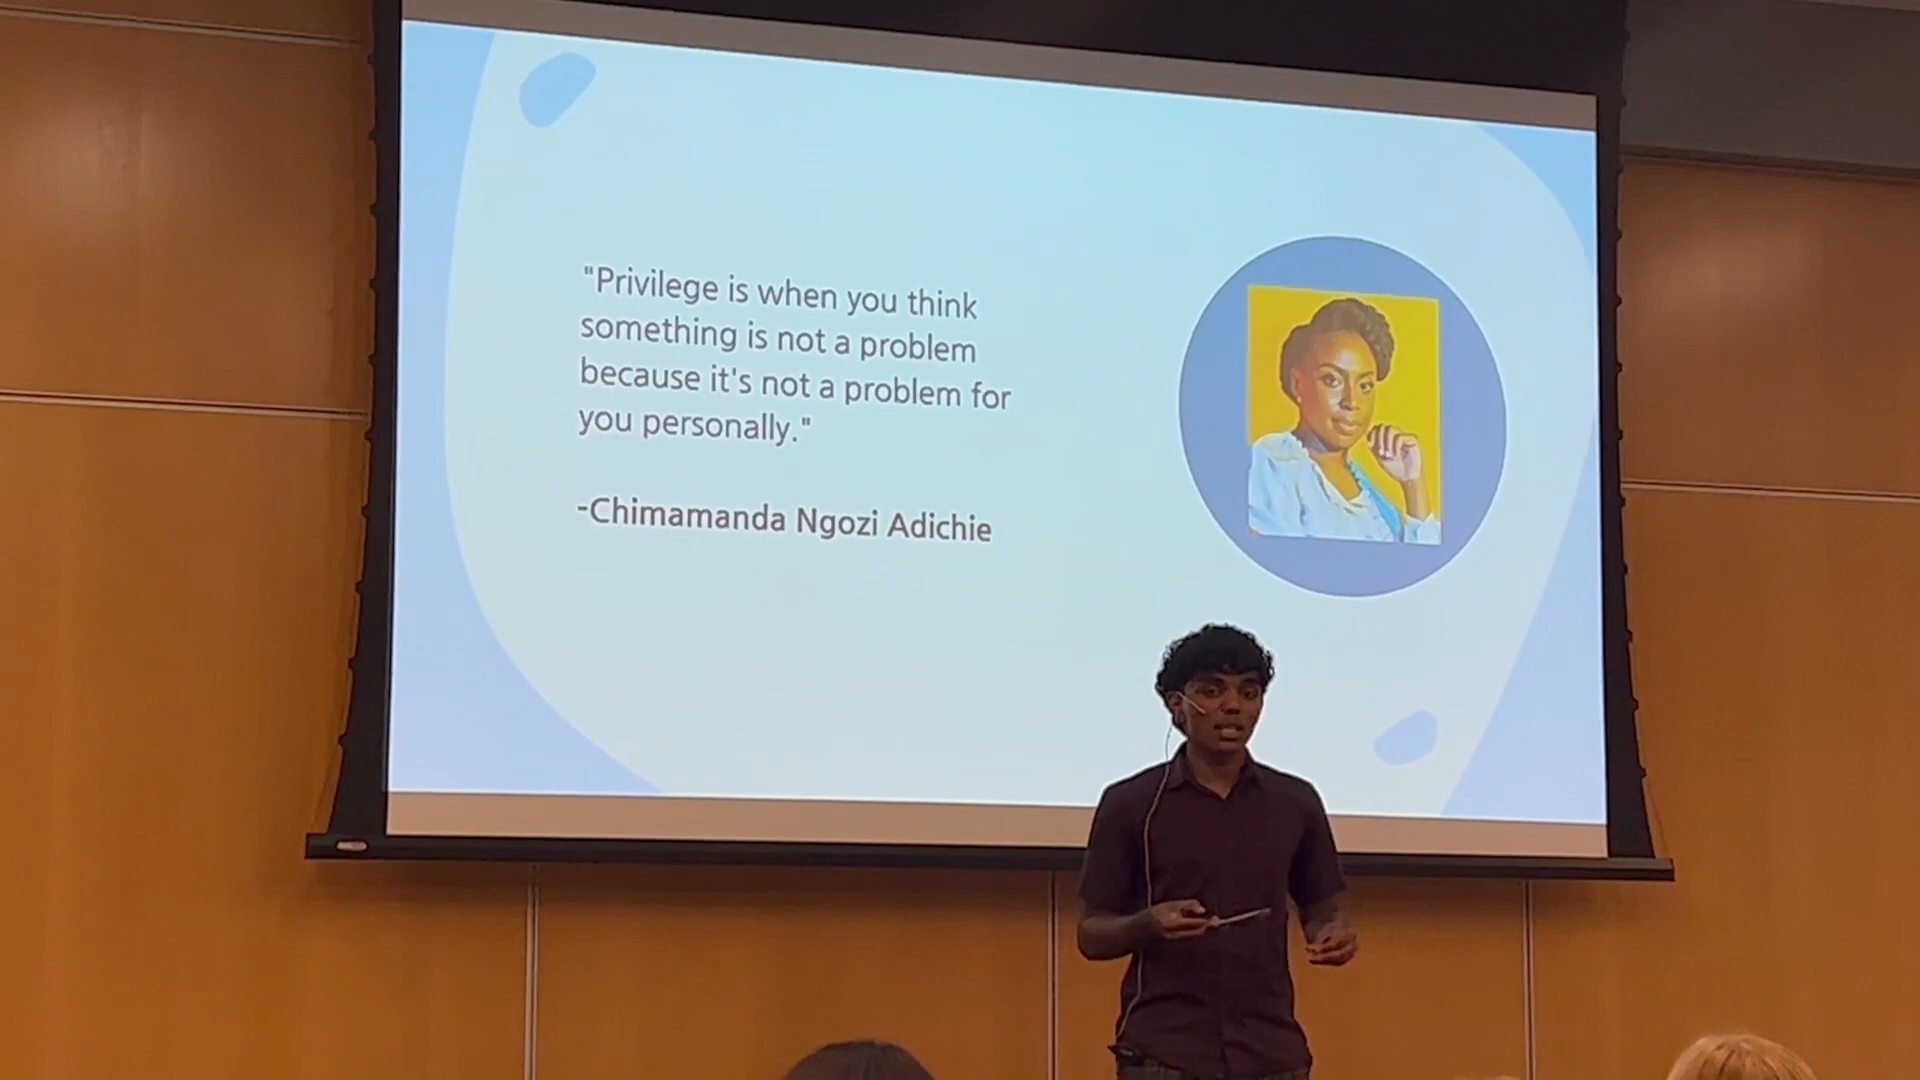 "Privilege is when you think
something is not a problem
because it's not a problem for
you personally."
-Chimamanda Ngozi Adichie